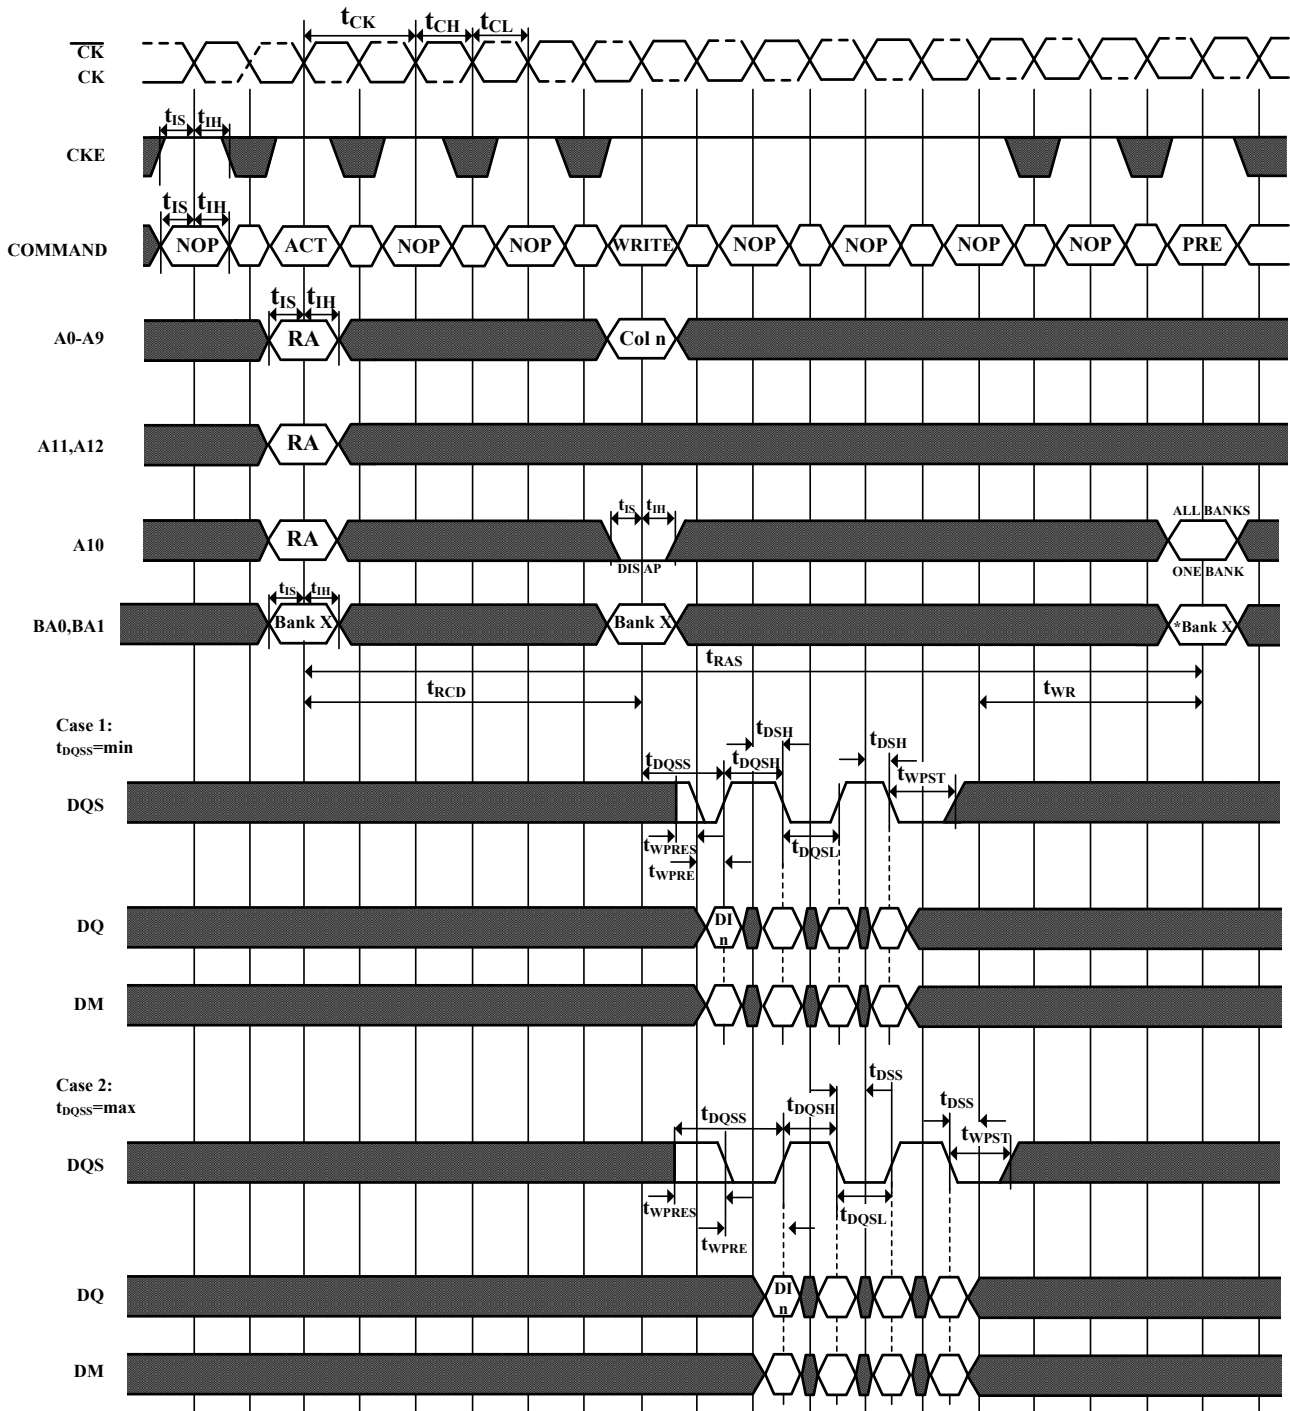 tCK tCH tCL
CK
CK
tIS tIH
CKE
tIS tIH
COMMAND NOP ACT NOP NOP WRITE NOP NOP NOP NOP PRE
tIS tIH
A0-A9 RA Col n
A11,A12 RA
tIS tIH ALL BANKS
A10 RA
DIS AP ONE BANK
tIS tIH
BA0,BA1 Bank X Bank X *Bank X
tRAS
tRCD tWR
Case 1:
tDQSS=min
tDSH tDSH
tDQSS tDQSH tWPST
DQS
tWPRES tDQSL
tWPRE
DQ DI
n
DM
Case 2:
tDQSS=max
tDSS tDSS
tDQSS tDQSH tWPST
DQS
tWPRES tDQSL
tWPRE
DQ DI
n
DM